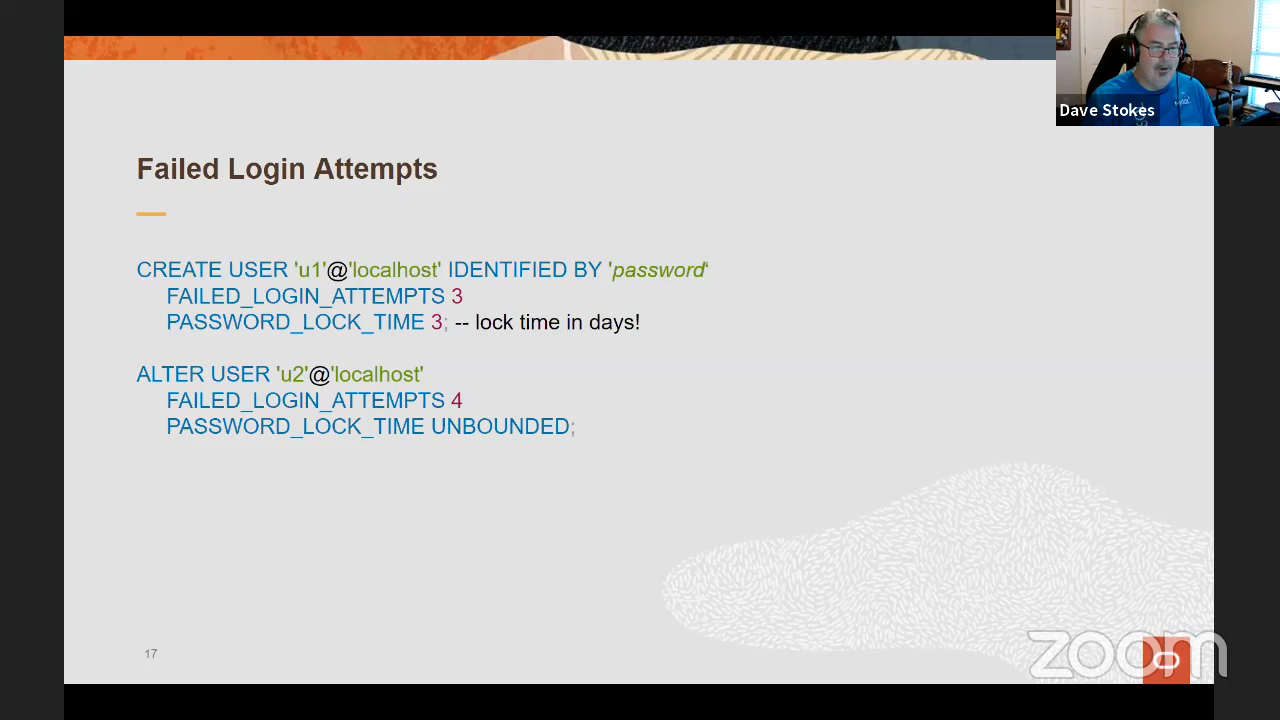 Dave Stokes
Failed Login Attempts
CREATE USER 'u1'@'localhost' IDENTIFIED BY 'password‘
FAILED_LOGIN_ATTEMPTS 3
PASSWORD_LOCK_TIME 3; -- lock time in days!
ALTER USER 'u2'@'localhost'
FAILED_LOGIN_ATTEMPTS 4
PASSWORD_LOCK_TIME UNBOUNDED;
17
zoom